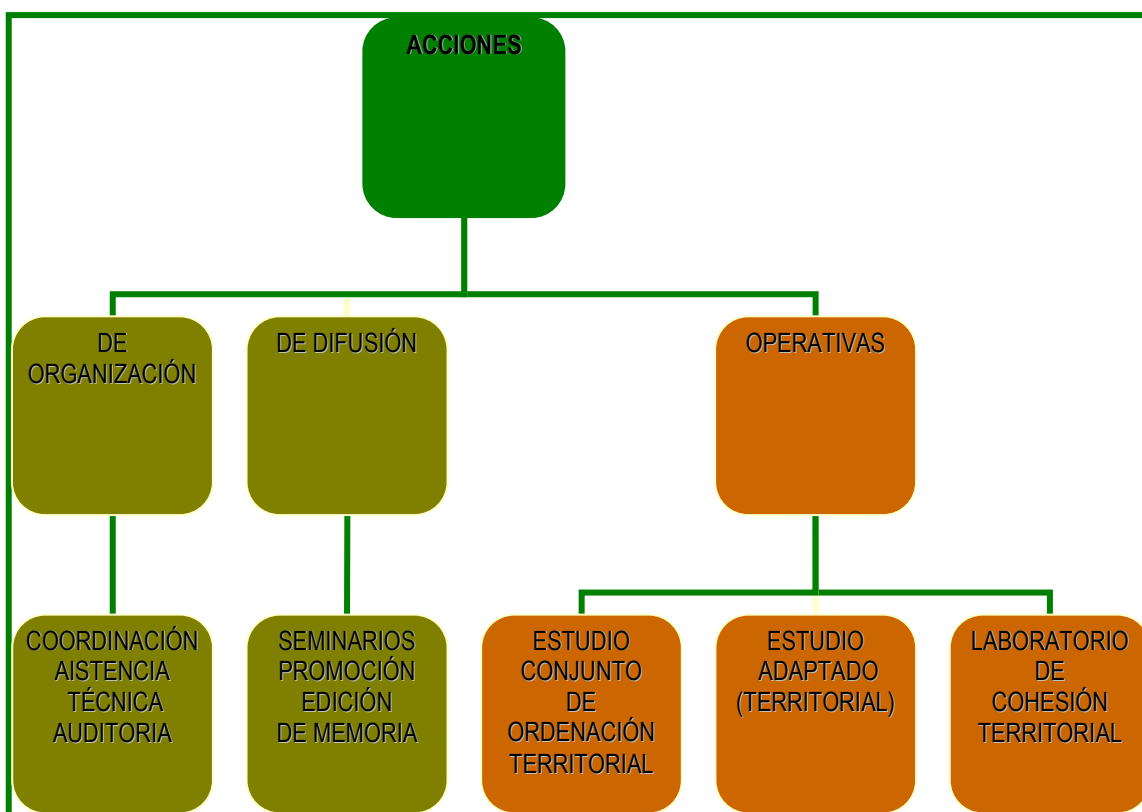 ACCIONES
DE
ORGANIZACIÓN
DE DIFUSIÓN
OPERATIVAS
COORDINACIÓN
AISTENCIA
TÉCNICA
AUDITORIA
SEMINARIOS
PROMOCIÓN
EDICIÓN
DE MEMORIA
ESTUDIO
CONJUNTO
DE
ORDENACIÓN
TERRITORIAL
ESTUDIO
ADAPTADO
(TERRITORIAL)
LABORATORIO
DE
COHESIÓN
TERRITORIAL